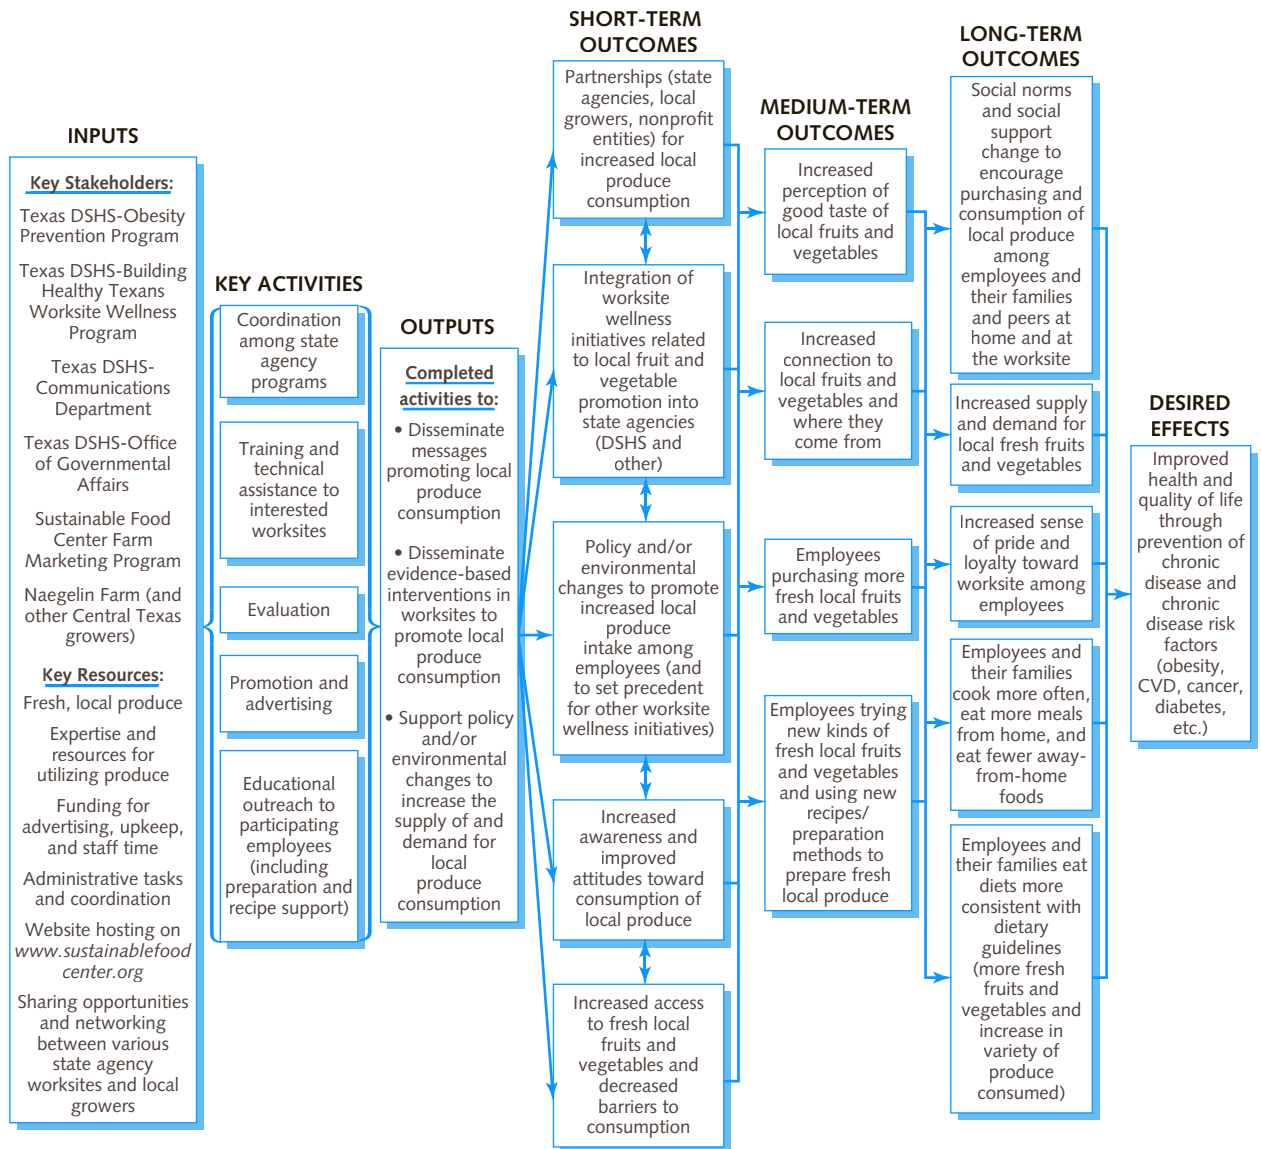 INPUTS
Key Stakeholders:
Texas DSHS-Obesity
Prevention Program
Texas DSHS-Building
Healthy Texans
Worksite Wellness
Program
Texas DSHS-
Communications
Department
Texas DSHS-Office
of Governmental
Affairs
Sustainable Food
Center Farm
Marketing Program
Naegelin Farm (and
other Central Texas
growers)
Key Resources:
Fresh, local produce
Expertise and
resources for
utilizing produce
Funding for
advertising, upkeep,
and staff time
Administrative tasks
and coordination
Website hosting on
www.sustainablefood
center.org
Sharing opportunities
and networking
between various
state agency
worksites and local
growers
KEY ACTIVITIES
Coordination
among state
agency
programs
Training and
technical
assistance to
interested
worksites
Evaluation
Promotion and
advertising
Educational
outreach to
participating
employees
(including
preparation and
recipe support)
OUTPUTS
Completed
activities to:
• Disseminate
messages
promoting local
produce
consumption
• Disseminate
evidence-based
interventions in
worksites to
promote local
produce
consumption
• Support policy
and/or
environmental
changes to
increase the
supply of and
demand for
local
produce
consumption
SHORT-TERM
OUTCOMES
Partnerships (state
agencies, local
growers, nonprofit
entities) for
increased local
produce
consumption
Integration of
worksite
wellness
initiatives related
to local fruit and
vegetable
promotion into
state agencies
(DSHS and
other)
Policy and/or
environmental
changes to promote
increased local
produce
intake among
employees (and
to set precedent
for other worksite
wellness initiatives)
Increased
awareness and
improved
attitudes toward
consumption of
local produce
Increased access
to fresh local
fruits and
vegetables and
decreased
barriers to
consumption
MEDIUM-TERM
OUTCOMES
Increased
perception of
good taste of
local fruits and
vegetables
Increased
connection to
local fruits and
vegetables and
where they
come from
Employees
purchasing more
fresh local fruits
and vegetables
Employees trying
new kinds of
fresh local fruits
and vegetables
and using new
recipes/
preparation
methods to
prepare fresh
local produce
LONG-TERM
OUTCOMES
Social norms
and social
support
change to
encourage
purchasing and
consumption of
local produce
among
employees and
their families
and peers at
home and at
the worksite
Increased supply
and demand for
local fresh fruits
and vegetables
Increased sense
of pride and
loyalty toward
worksite among
employees
Employees and
their families
cook more often,
eat more meals
from home, and
eat fewer away-
from-home
foods
Employees and
their families eat
diets more
consistent with
dietary
guidelines
(more fresh
fruits and
vegetables and
increase in
variety of
produce
consumed)
DESIRED
EFFECTS
Improved
health and
quality of life
through
prevention of
chronic
disease and
chronic
disease risk
factors
(obesity,
CVD, cancer,
diabetes,
etc.)